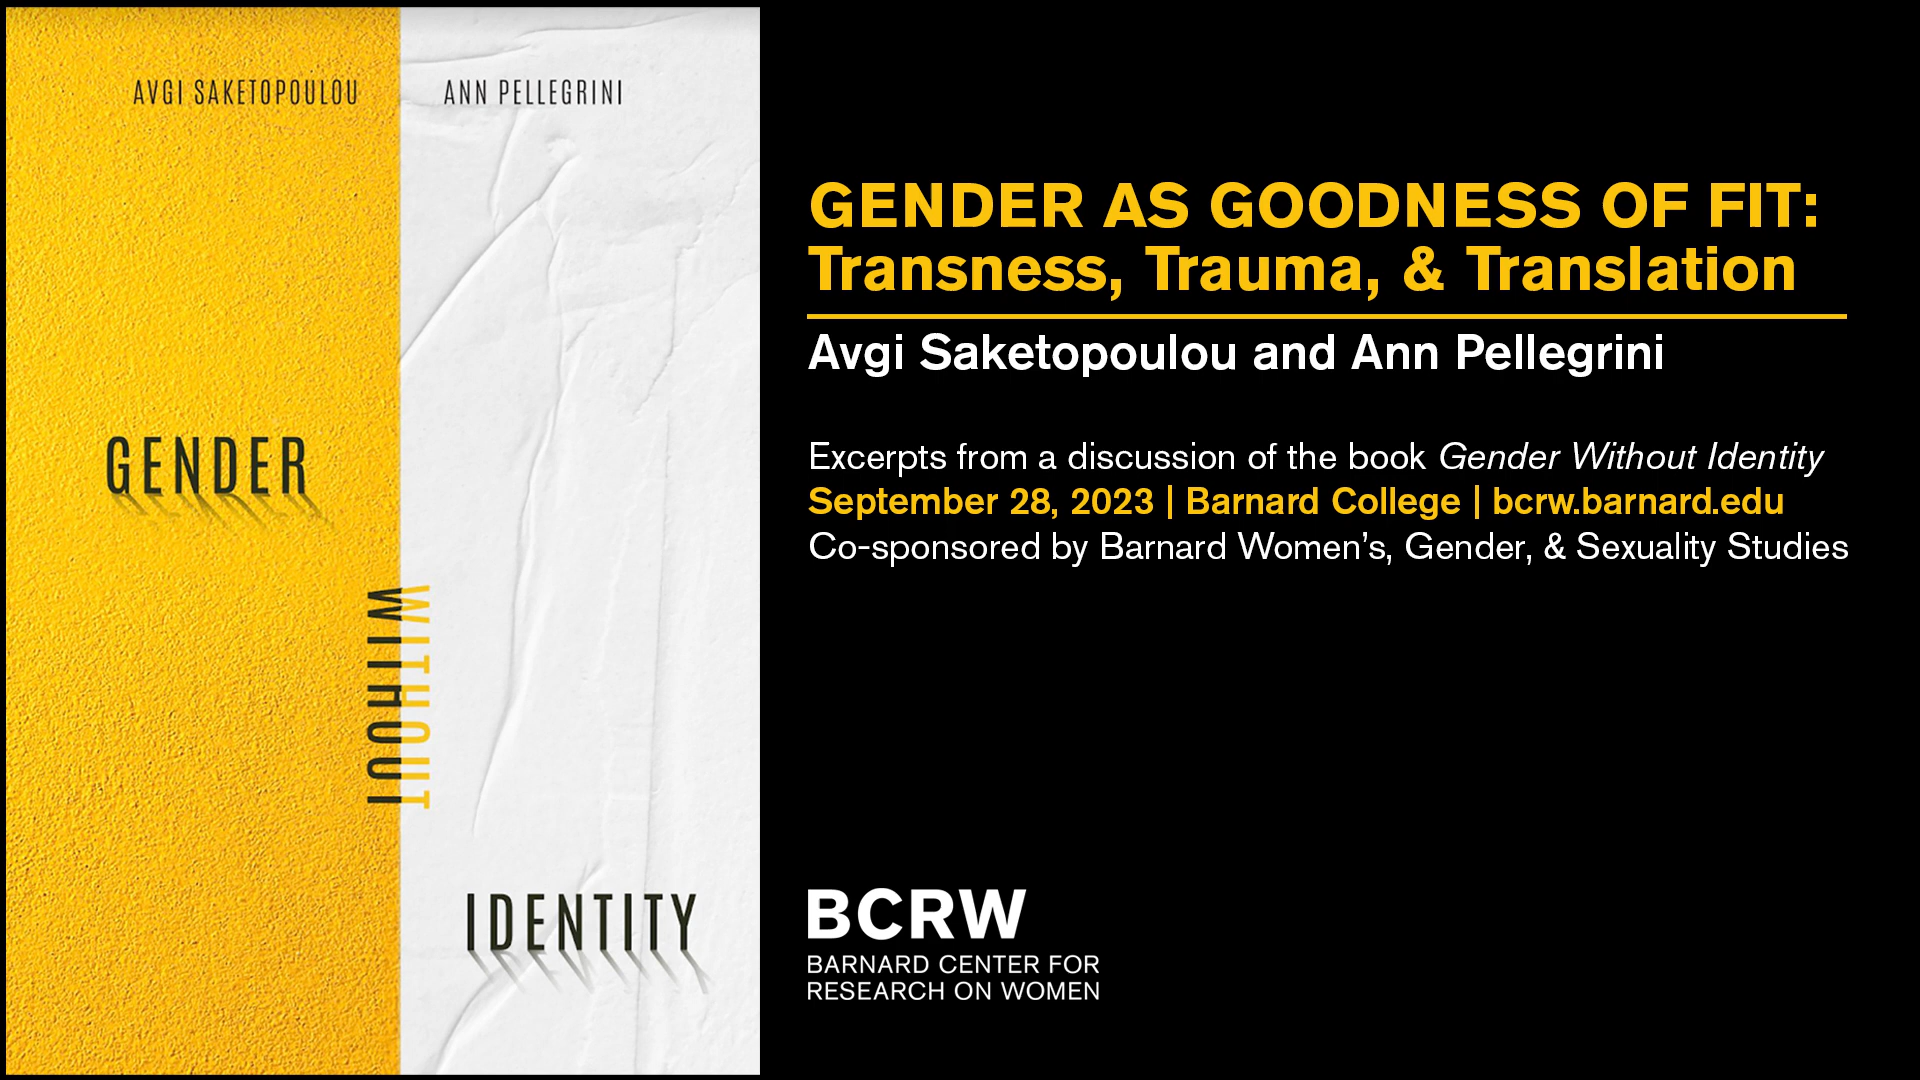 AVGI SAKETOPOULOU
ANN PELLEGRINI
GENDER
WITHOUT
IDENTITY
GENDER AS GOODNESS OF FIT:
Transness, Trauma, & Translation
Avgi Saketopoulou and Ann Pellegrini
Excerpts from a discussion of the book Gender Without Identity
September 28, 2023 | Barnard College | bcrw.barnard.edu
Co-sponsored by Barnard Women’s, Gender, & Sexuality Studies
BCRW
BARNARD CENTER FOR
RESEARCH ON WOMEN